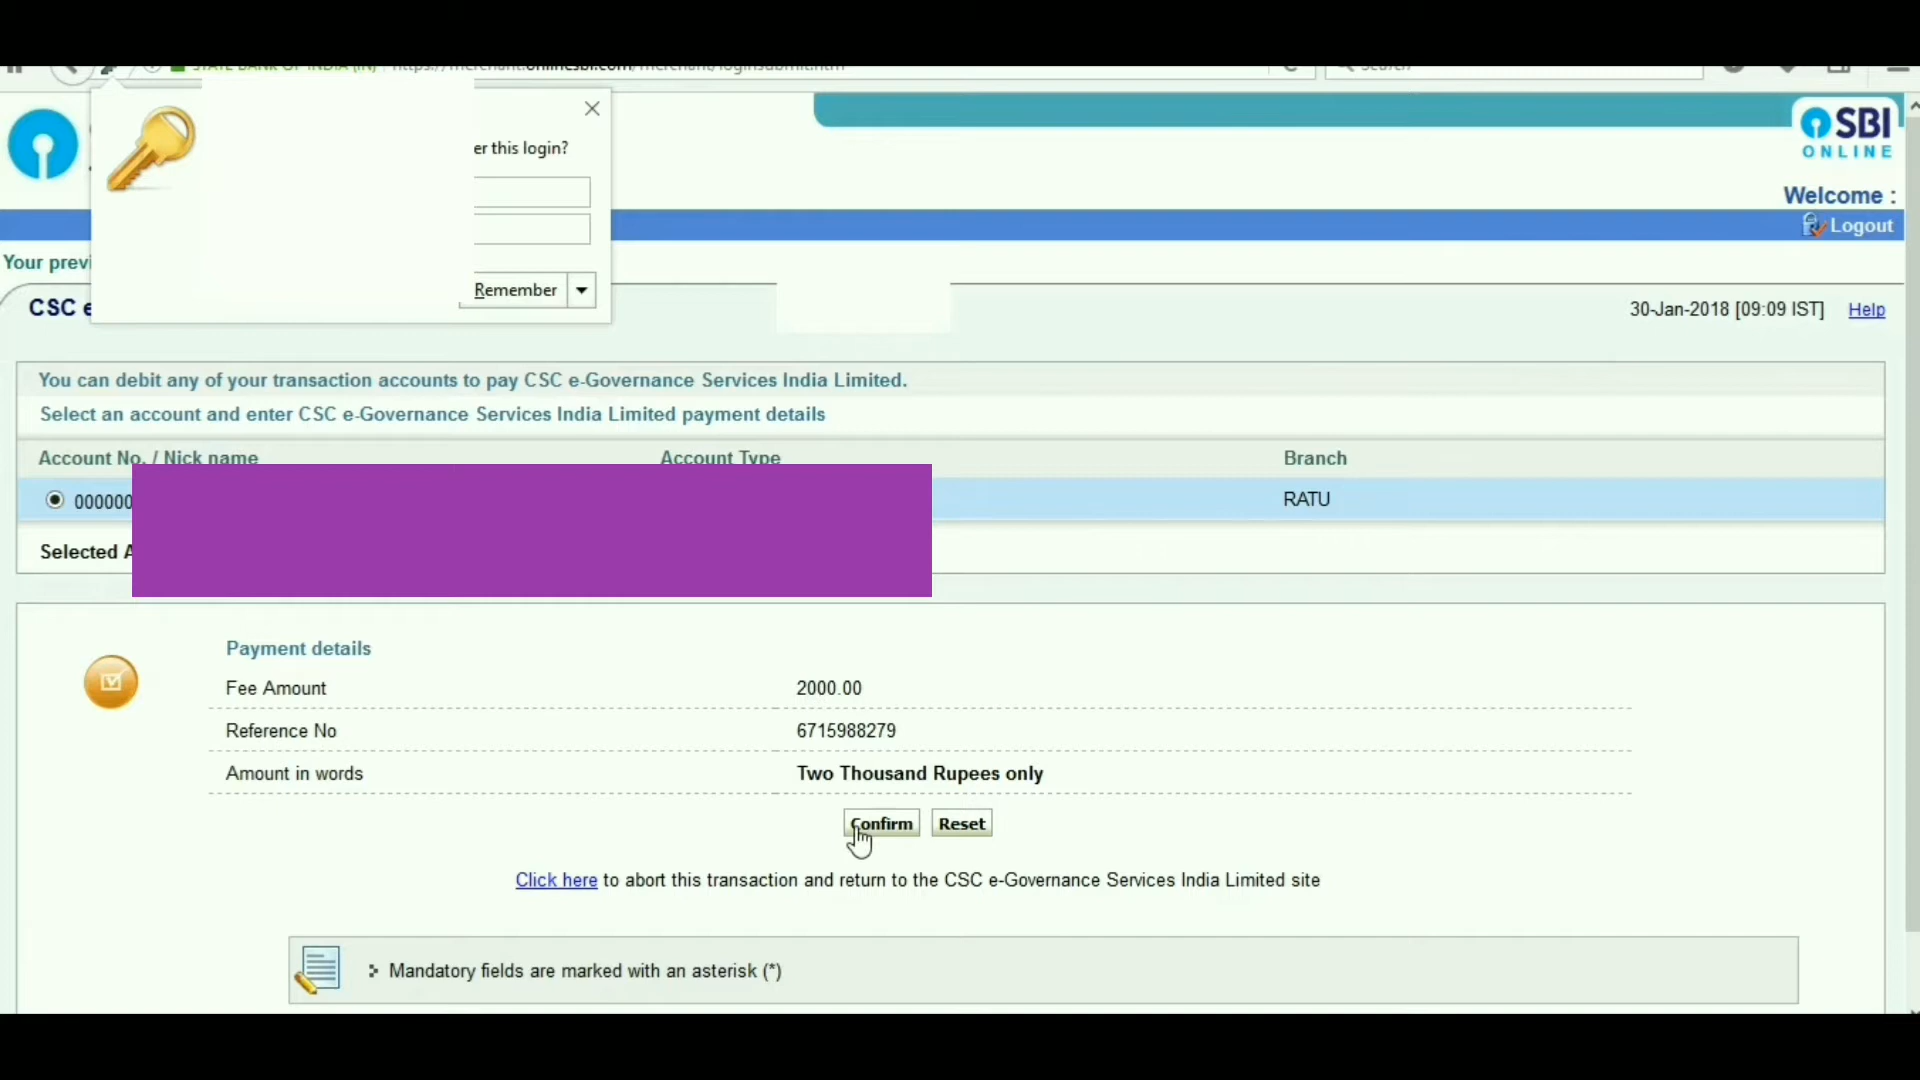 er this login?
Remember
SBI
ONLINE
Welcome :
Logout
Your previ
CSC e
30-Jan-2018 [09:09 IST]
Help
You can debit any of your transaction accounts to pay CSC e-Governance Services India Limited.
Select an account and enter CSC e-Governance Services India Limited payment details
Account No. / Nick name
Account Type
Branch
000000
RATU
Selected A
Payment details
Fee Amount
2000.00
Reference No
6715988279
Amount in words
Two Thousand Rupees only
Confirm
Reset
Click here to abort this transaction and return to the CSC e-Governance Services India Limited site
Mandatory fields are marked with an asterisk (*)